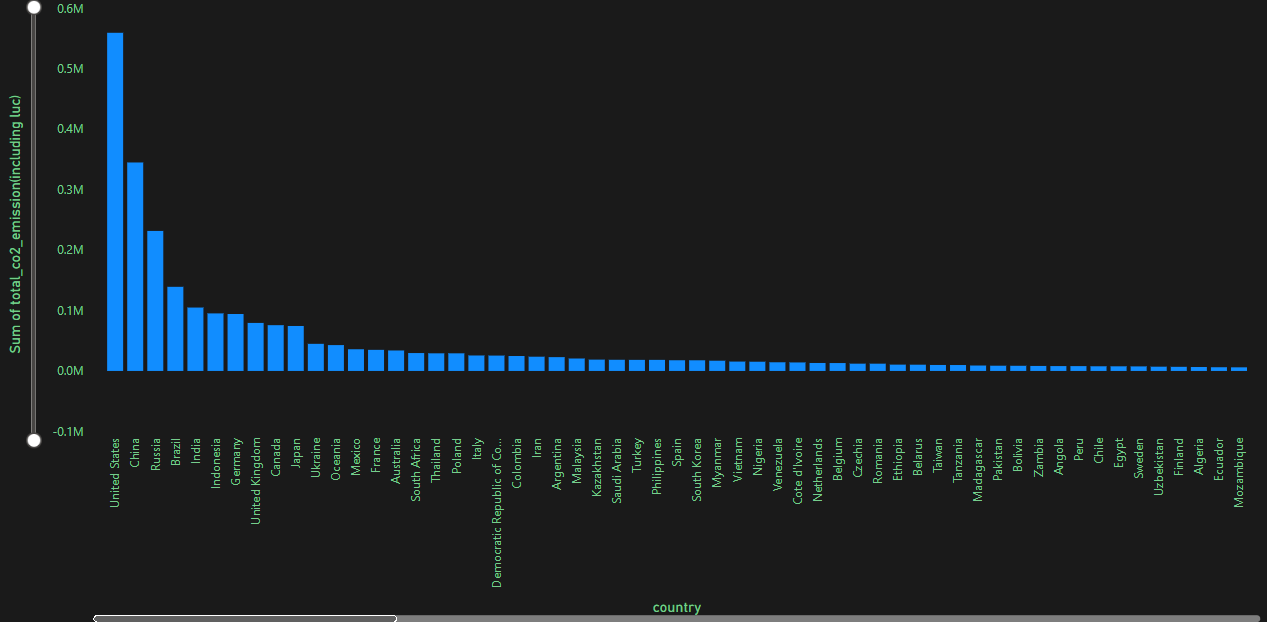 Sum of total_co2_emission(including luc)
0.6M
0.5M
0.4M
0.3M
0.2M
0.1M
0.0M
-0.1M
United States
China
Russia
Brazil
India
Indonesia
Germany
United Kingdom
Canada
Japan
Ukraine
Oceania
Mexico
France
Australia
South Africa
Thailand
Poland
Italy
Democratic Republic of Co...
Colombia
Iran
Argentina
Malaysia
Kazakhstan
Saudi Arabia
Turkey
Philippines
Spain
South Korea
Myanmar
Vietnam
Nigeria
Venezuela
Cote d'Ivoire
Netherlands
Belgium
Czechia
Romania
Ethiopia
Belarus
Taiwan
Tanzania
Madagascar
Pakistan
Bolivia
Zambia
Angola
Peru
Chile
Egypt
Sweden
Uzbekistan
Finland
Algeria
Ecuador
Mozambique
country